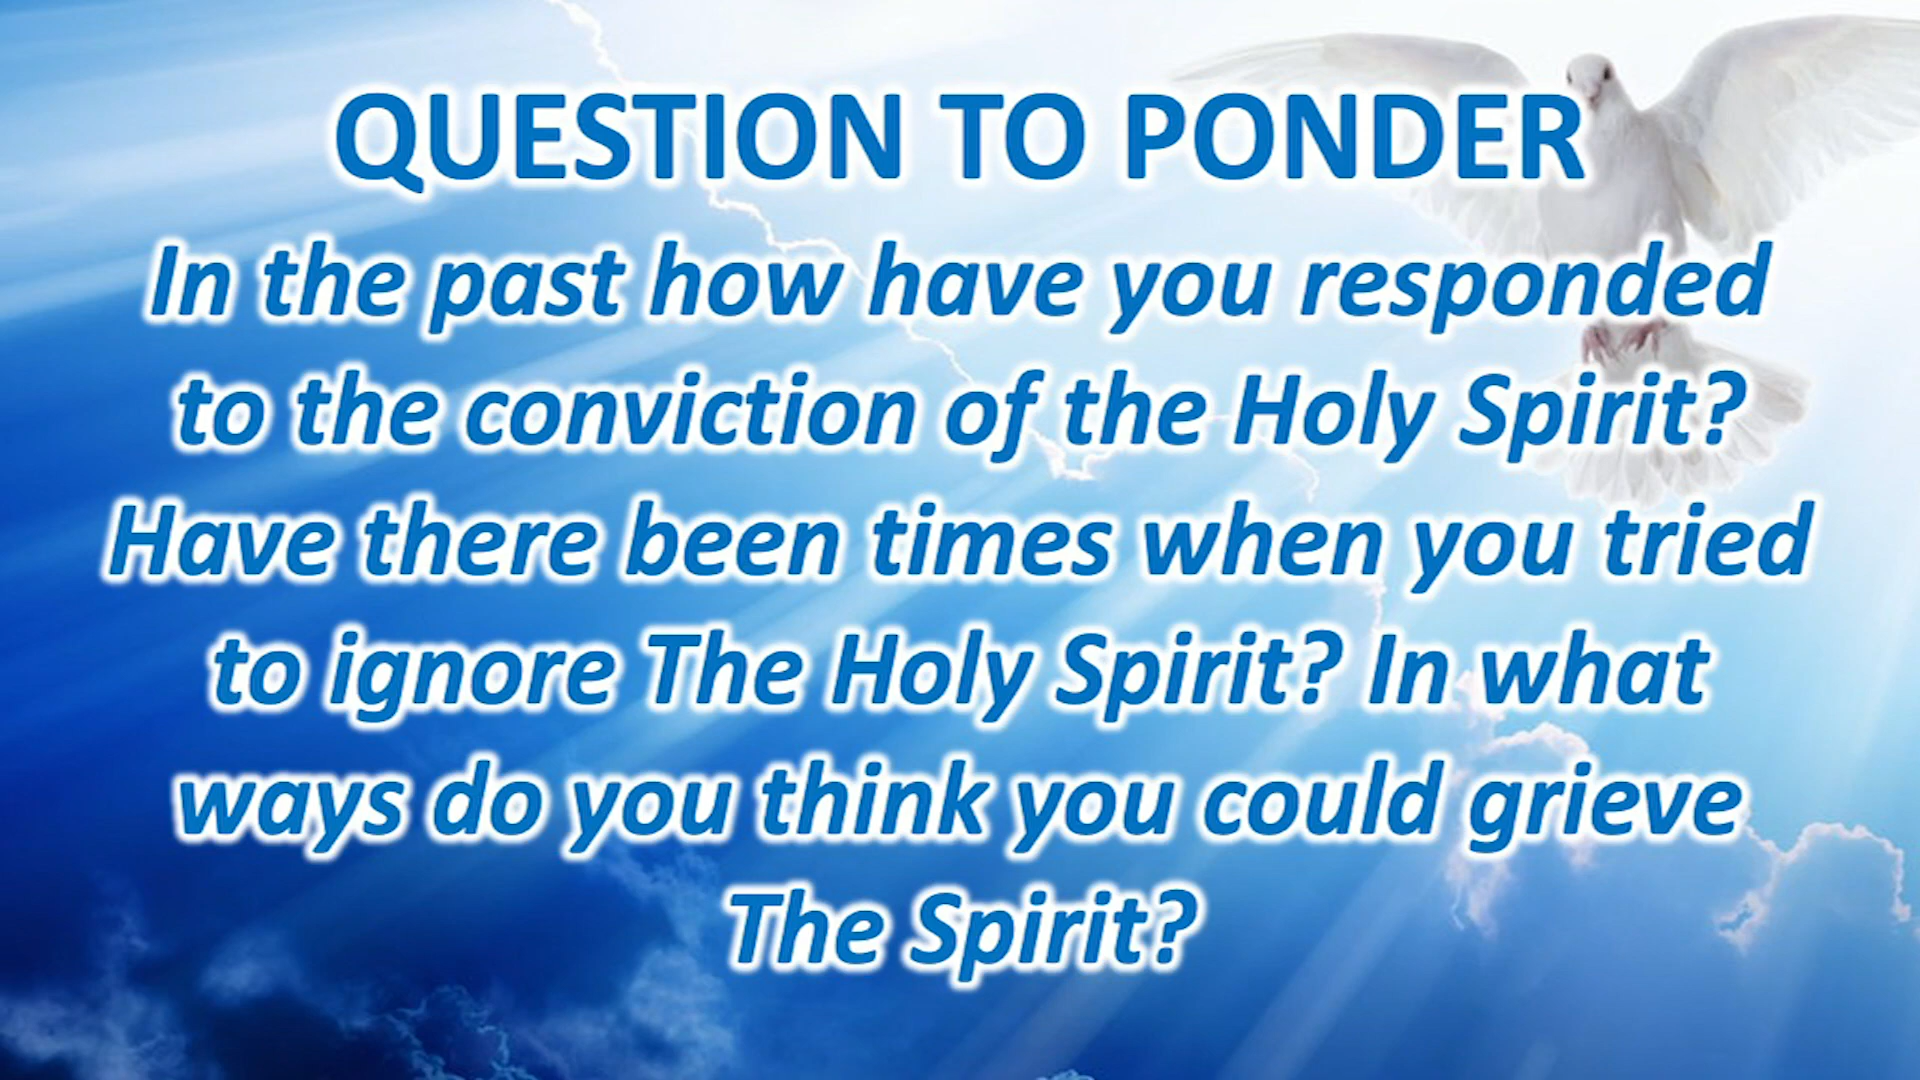 QUESTION TO PONDER
In the past how have you responded
to the conviction of the Holy Spirit?
Have there been times when you tried
to ignore The Holy Spirit? In what
ways do you think you could grieve
The Spirit?